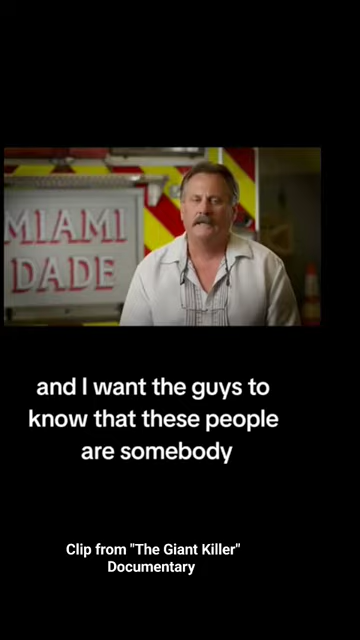 MIAMI
DADE
and I want the guys to
know that these people
are somebody
Clip from "The Giant Killer"
Documentary